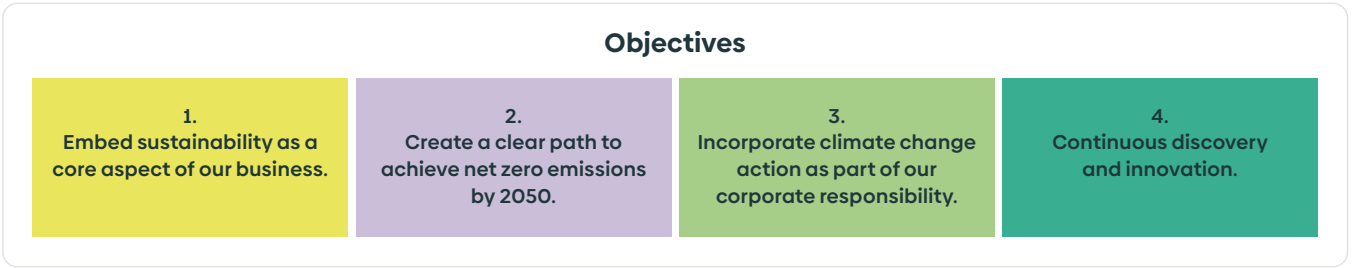 Objectives
1.
Embed sustainability as a
core aspect of our business.
2.
Create a clear path to
achieve net zero emissions
by 2050.
3.
Incorporate climate change
action as part of our
corporate responsibility.
4.
Continuous discovery
and innovation.